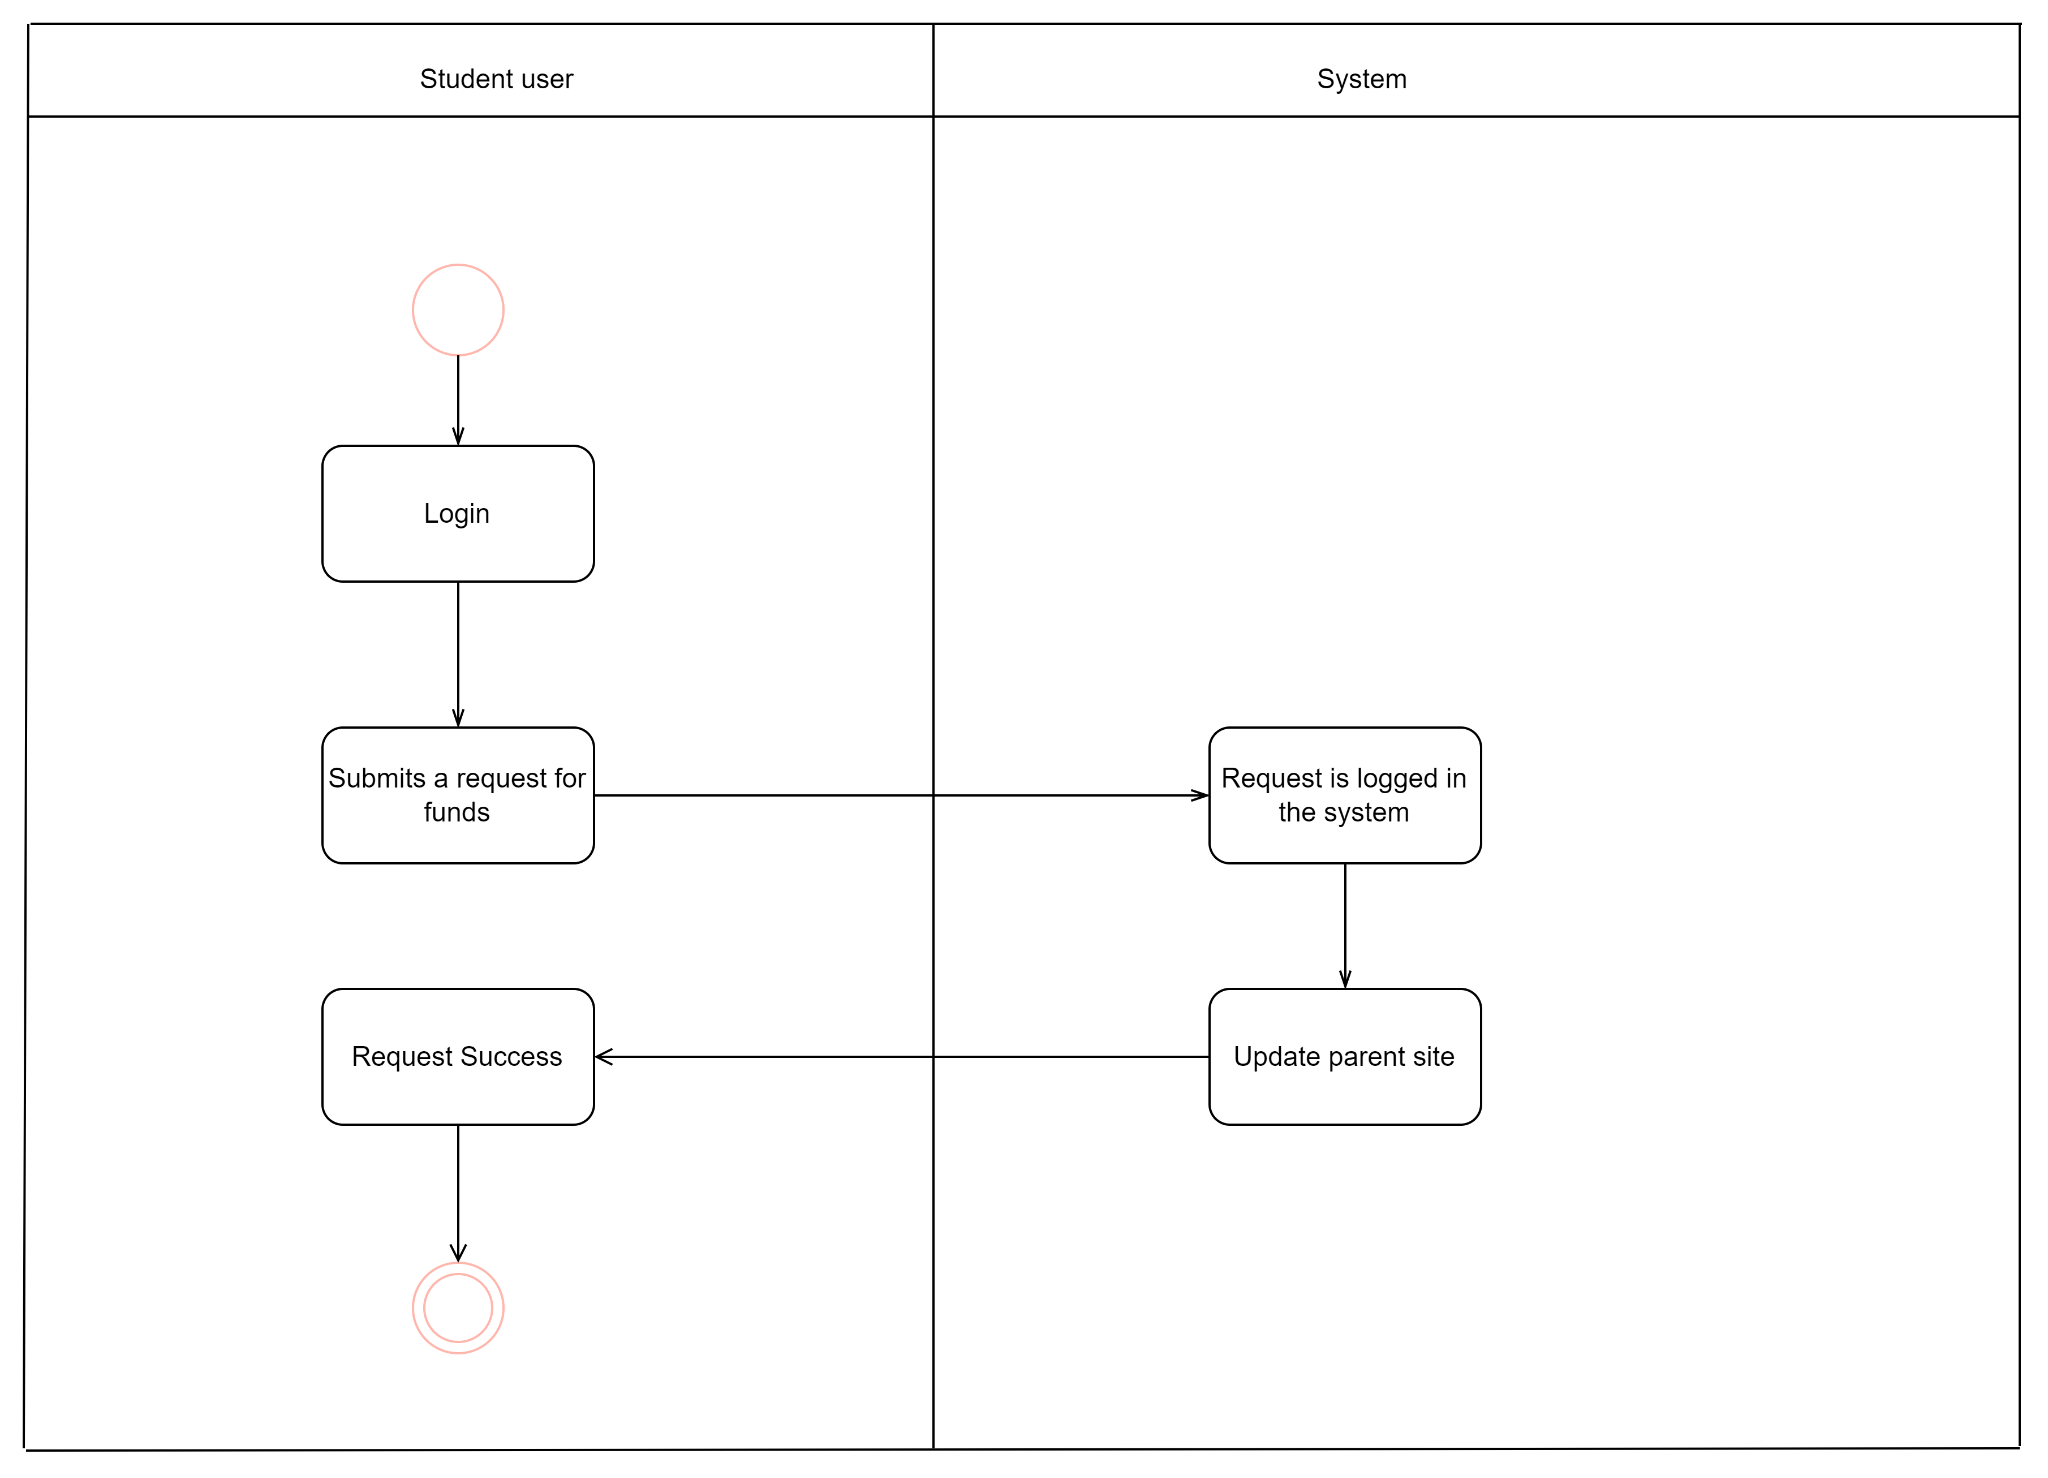 Student user
System
Login
Submits a request for
funds
Request is logged in
the system
Request Success
Update parent site